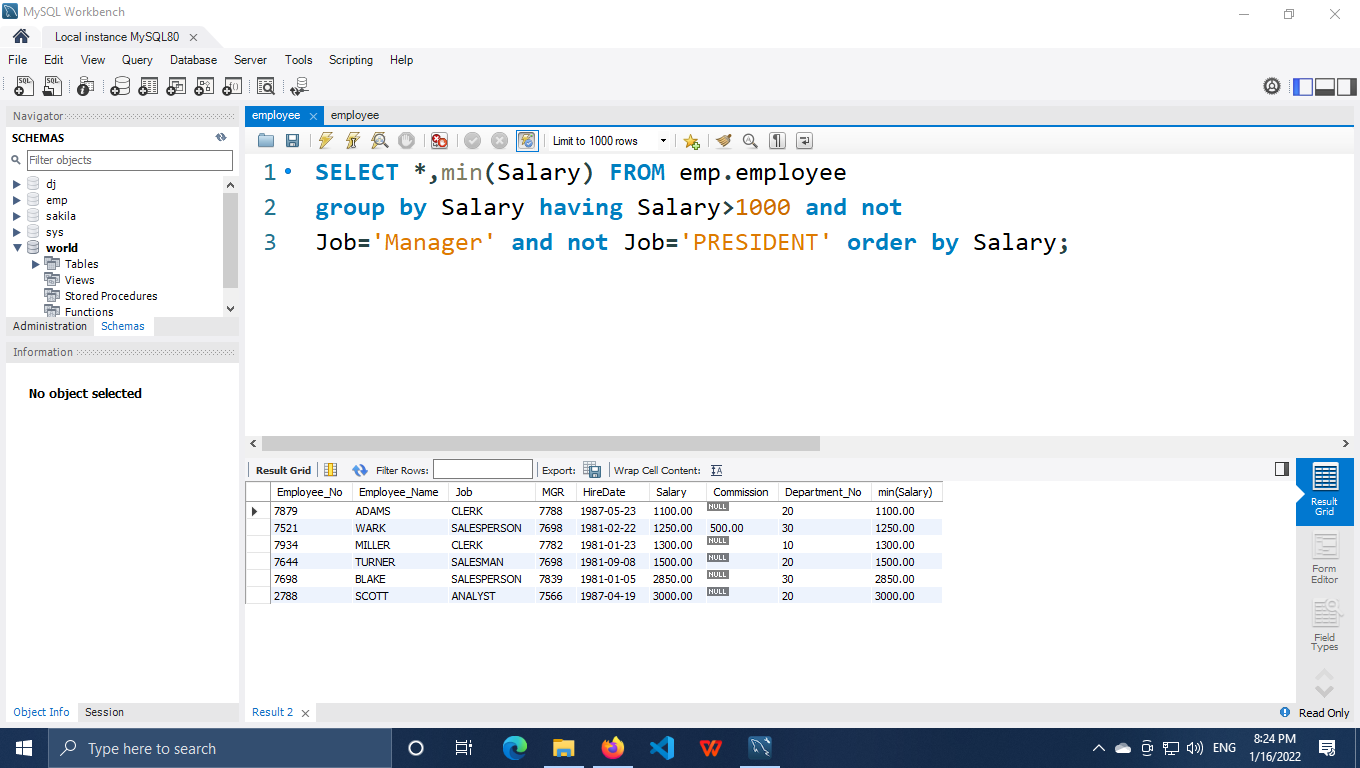 MySQL Workbench
Local instance MySQL80
File Edit View Query Database Server Tools Scripting Help
Navigator
SCHEMAS
Filter objects
dj
emp
sakila
sys
world
Tables
Views
Stored Procedures
Functions
Administration Schemas
Information
No object selected
Object Info Session
employee employee
Limit to 1000 rows
1 SELECT *,min(Salary) FROM emp.employee
2 group by Salary having Salary>1000 and not
3 Job='Manager' and not Job='PRESIDENT' order by Salary;
Result Grid Filter Rows: Export: Wrap Cell Content: IA
Employee_No Employee_Name Job MGR HireDate Salary Commission Department_No min(Salary)
7879 ADAMS CLERK 7788 1987-05-23 1100.00 NULL 20 1100.00
7521 WARK SALESPERSON 7698 1981-02-22 1250.00 500.00 30 1250.00
7934 MILLER CLERK 7782 1981-01-23 1300.00 NULL 10 1300.00
7644 TURNER SALESMAN 7698 1981-09-08 1500.00 NULL 20 1500.00
7698 BLAKE SALESPERSON 7839 1981-01-05 2850.00 NULL 30 2850.00
2788 SCOTT ANALYST 7566 1987-04-19 3000.00 NULL 20 3000.00
Result
Grid
Form
Editor
Field
Types
Result 2
Read Only
Type here to search
ENG
8:24 PM
1/16/2022